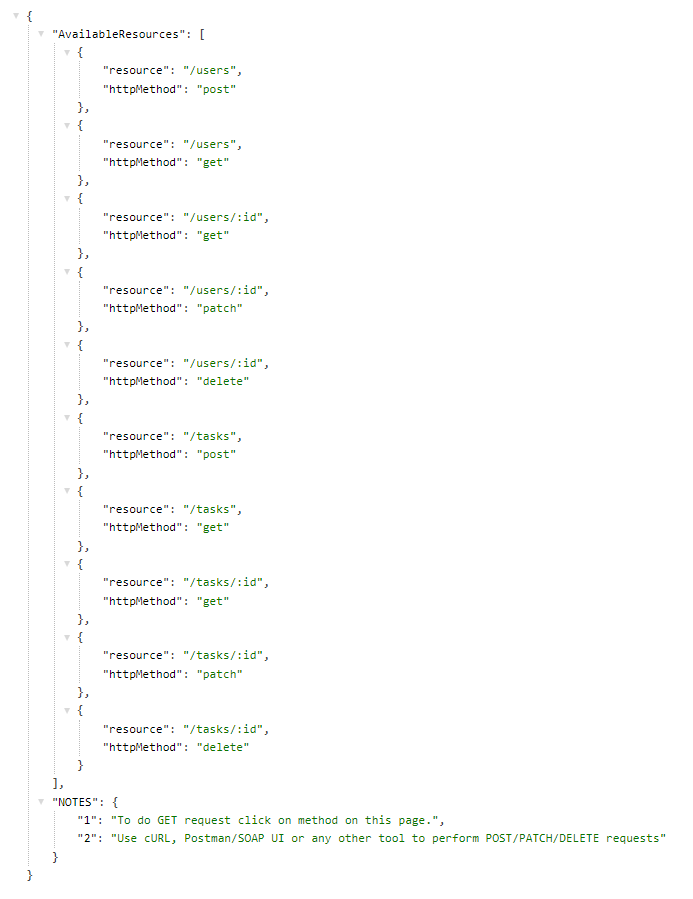 {
"AvailableResources": [
{
"resource": "/users",
"httpMethod": "post"
},
{
"resource": "/users",
"httpMethod": "get"
},
{
"resource": "/users/:id",
"httpMethod": "get"
},
{
"resource": "/users/:id",
"httpMethod": "patch"
},
{
"resource": "/users/:id",
"httpMethod": "delete"
},
{
"resource": "/tasks",
"httpMethod": "post"
},
{
"resource": "/tasks",
"httpMethod": "get"
},
{
"resource": "/tasks/:id",
"httpMethod": "get"
},
{
"resource": "/tasks/:id",
"httpMethod": "patch"
},
{
"resource": "/tasks/:id",
"httpMethod": "delete"
}
],
"NOTES": {
"1": "To do GET request click on method on this page.",
"2": "Use cURL, Postman/SOAP UI or any other tool to perform POST/PATCH/DELETE requests"
}
}